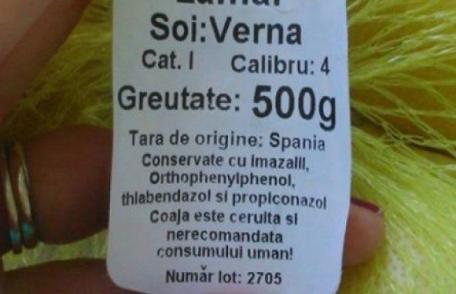 Soi:Verna
Cat. I Calibru: 4
Greutate: 500g
Tara de origine: Spania
Conservate cu imazalil,
Orthophenylphenol,
thiabendazol si propiconazol
Coaja este ceruita si
nerecomandata
consumului uman!
Număr lot: 2705